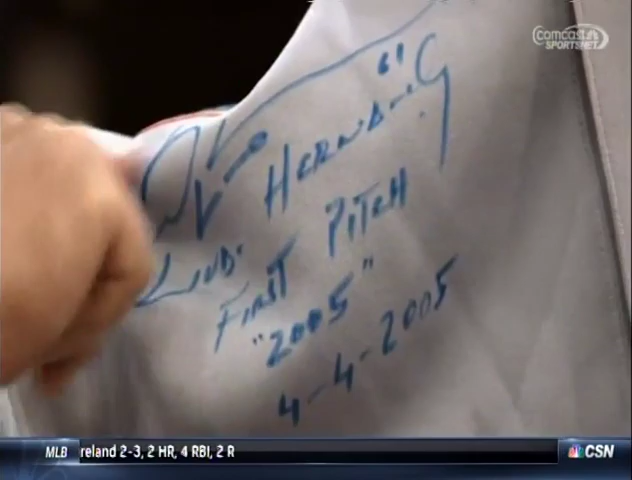 comcast
SPORTSNET
61
HERNANDEZ
LIVO.
FIRST PITCH
"2005"
4-4-2005
MLB reland 2-3, 2 HR, 4 RBI, 2 R
CSN